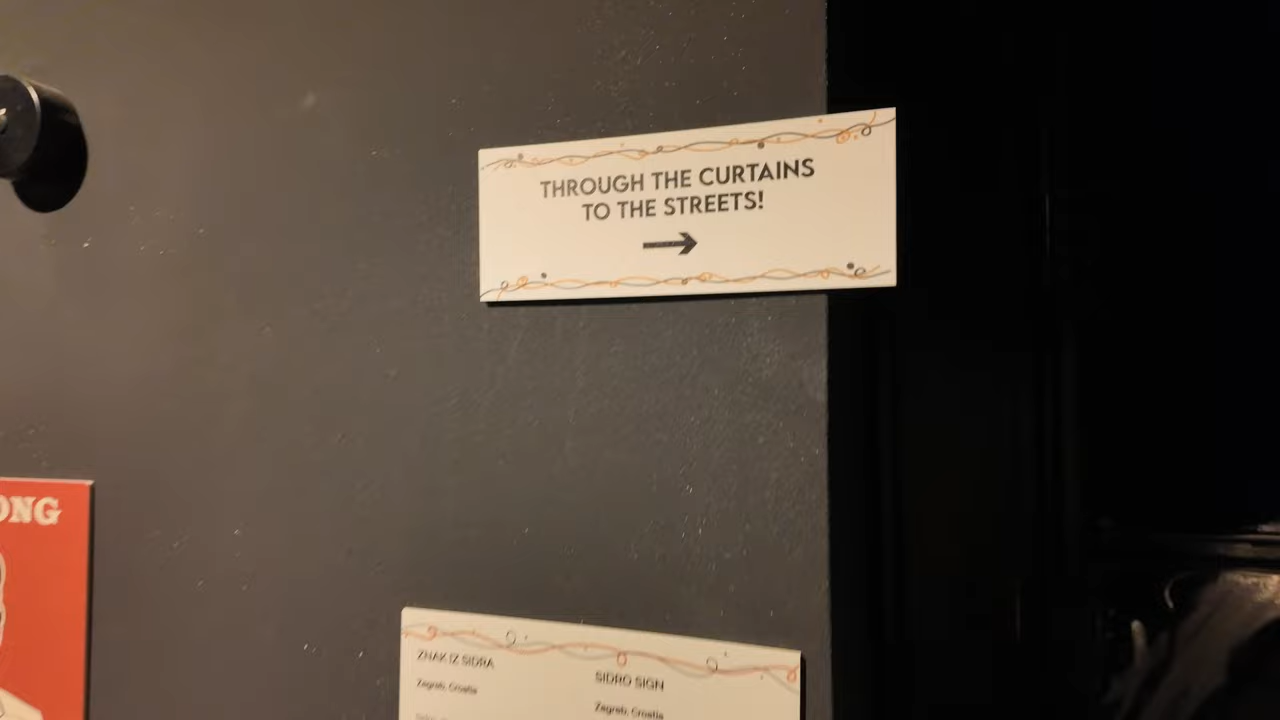 THROUGH THE CURTAINS
TO THE STREETS!
ONG
ZNAK IZ SIDRA
Zagreb, Croatia
SIDRO SIGN
Zagreb, Croatia